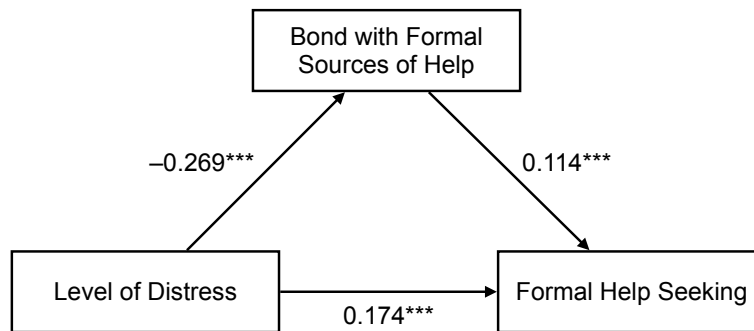 Bond with Formal
Sources of Help
–0.269***
0.114***
Level of Distress
Formal Help Seeking
0.174***